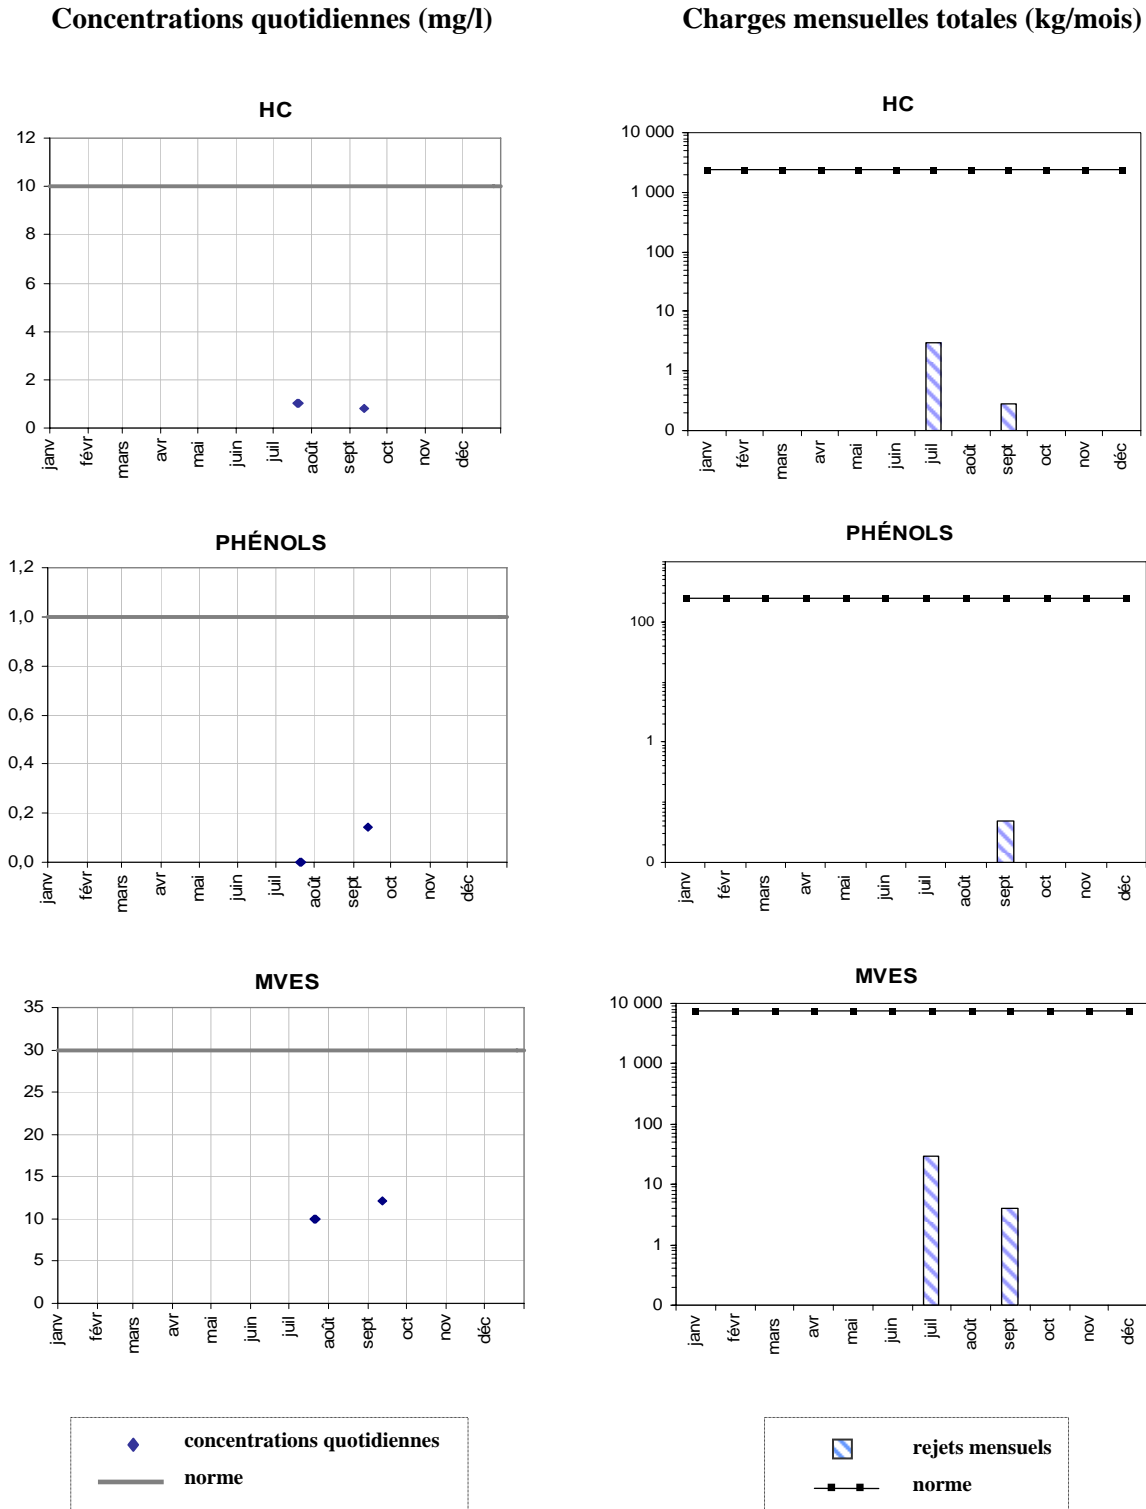 Concentrations quotidiennes (mg/l)
Charges mensuelles totales (kg/mois)
HC
12
10
8
6
4
2
0
janv févr mars avr mai juin juil août sept oct nov déc
HC
10 000
1 000
100
10
1
0
janv févr mars avr mai juin juil août sept oct nov déc
PHÉNOLS
1,2
1,0
0,8
0,6
0,4
0,2
0,0
janv févr mars avr mai juin juil août sept oct nov déc
PHÉNOLS
100
1
0
janv févr mars avr mai juin juil août sept oct nov déc
MVES
35
30
25
20
15
10
5
0
janv févr mars avr mai juin juil août sept oct nov déc
MVES
10 000
1 000
100
10
1
0
janv févr mars avr mai juin juil août sept oct nov déc
concentrations quotidiennes
norme
rejets mensuels
norme